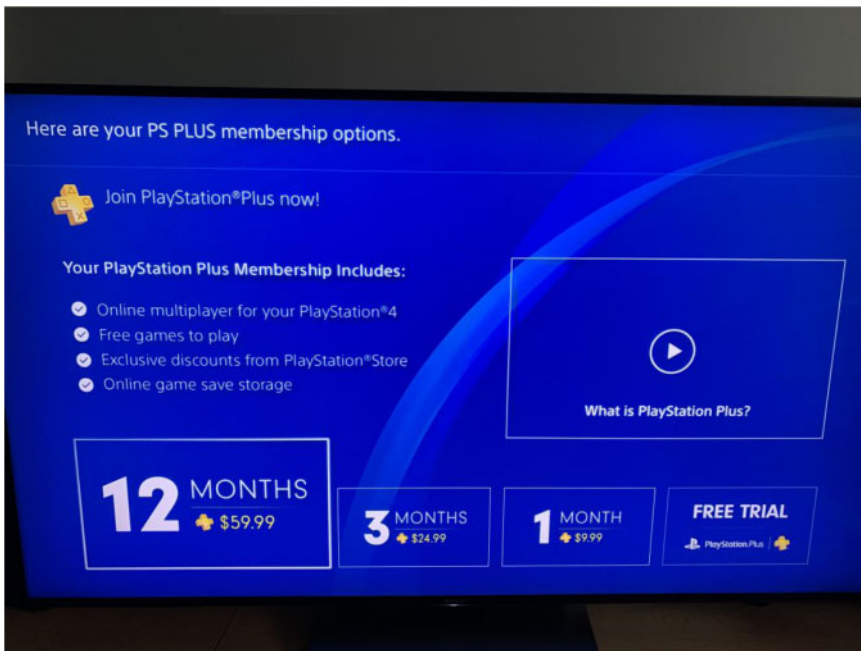 Here are your PS PLUS membership options.
Join PlayStation®Plus now!
Your PlayStation Plus Membership Includes:
Online multiplayer for your PlayStation®4
Free games to play
Exclusive discounts from PlayStation®Store
Online game save storage
What is PlayStation Plus?
12 MONTHS
$59.99
3 MONTHS
$24.99
1 MONTH
$9.99
FREE TRIAL
PlayStation.Plus